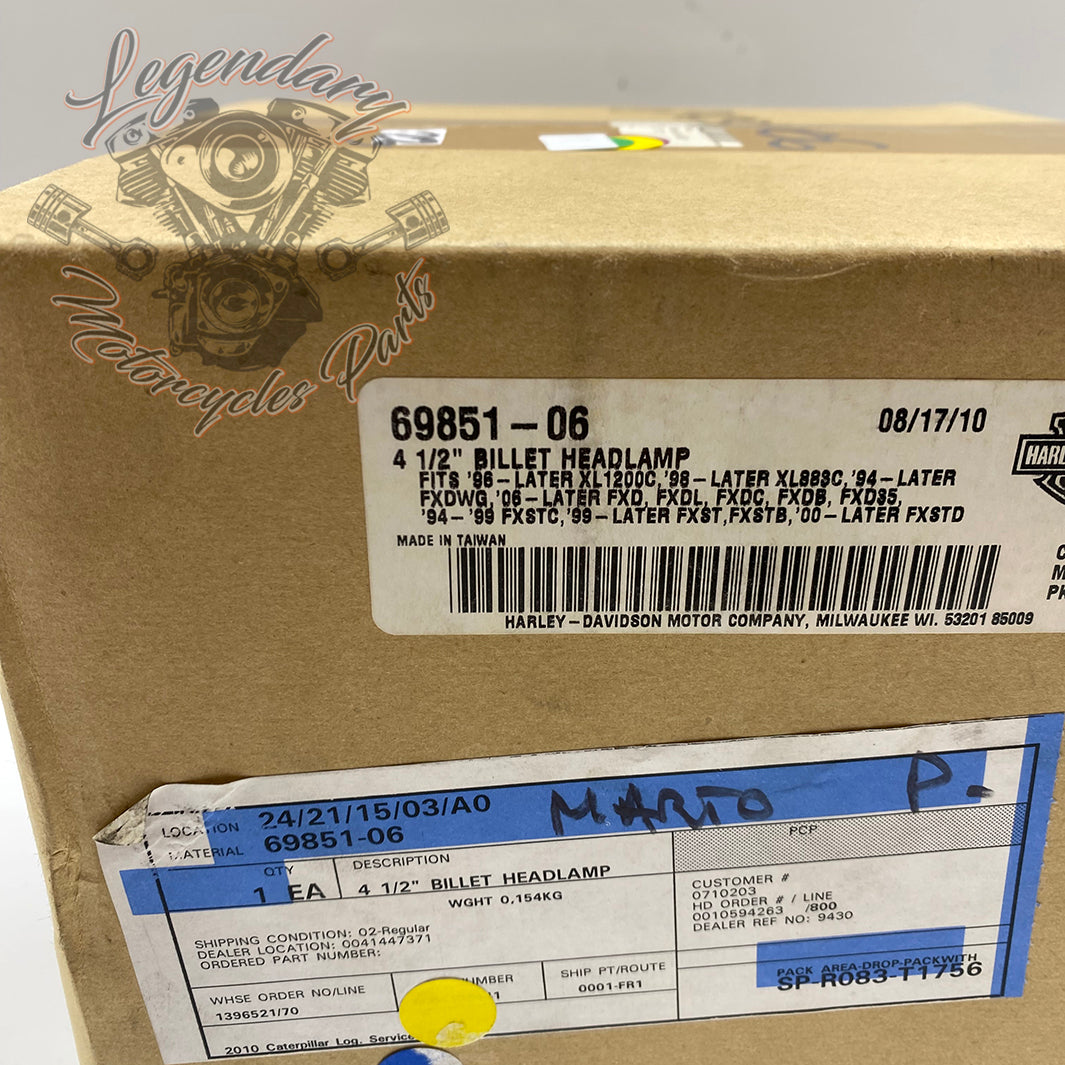 Legendary
Motorcycles Parts
69851-06 08/17/10
4 1/2" BILLET HEADLAMP
FITS '96-LATER XL1200C,'98-LATER XL883C,'94-LATER
FXDWG,'06-LATER FXD, FXDL, FXDC, FXDB, FXD35,
'94-'99 FXSTC,'99-LATER FXST,FXSTB,'00-LATER FXSTD
MADE IN TAIWAN
HARLEY-DAVIDSON MOTOR COMPANY, MILWAUKEE WI. 53201 85009
LOCATION 24/21/15/03/A0
MARIO P.
MATERIAL 69851-06
PCP
QTY DESCRIPTION
1 EA 4 1/2" BILLET HEADLAMP
WGHT 0,154KG
CUSTOMER #
0710203
HD ORDER # / LINE
0010594263 /800
DEALER REF NO: 9430
SHIPPING CONDITION: 02-Regular
DEALER LOCATION: 0041447371
ORDERED PART NUMBER:
PACK AREA-DROP-PACKWITH
SP-R083-T1756
WHSE ORDER NO/LINE
1396521/70
SHIP PT/ROUTE
0001-FR1
2010 Caterpillar Log. Service